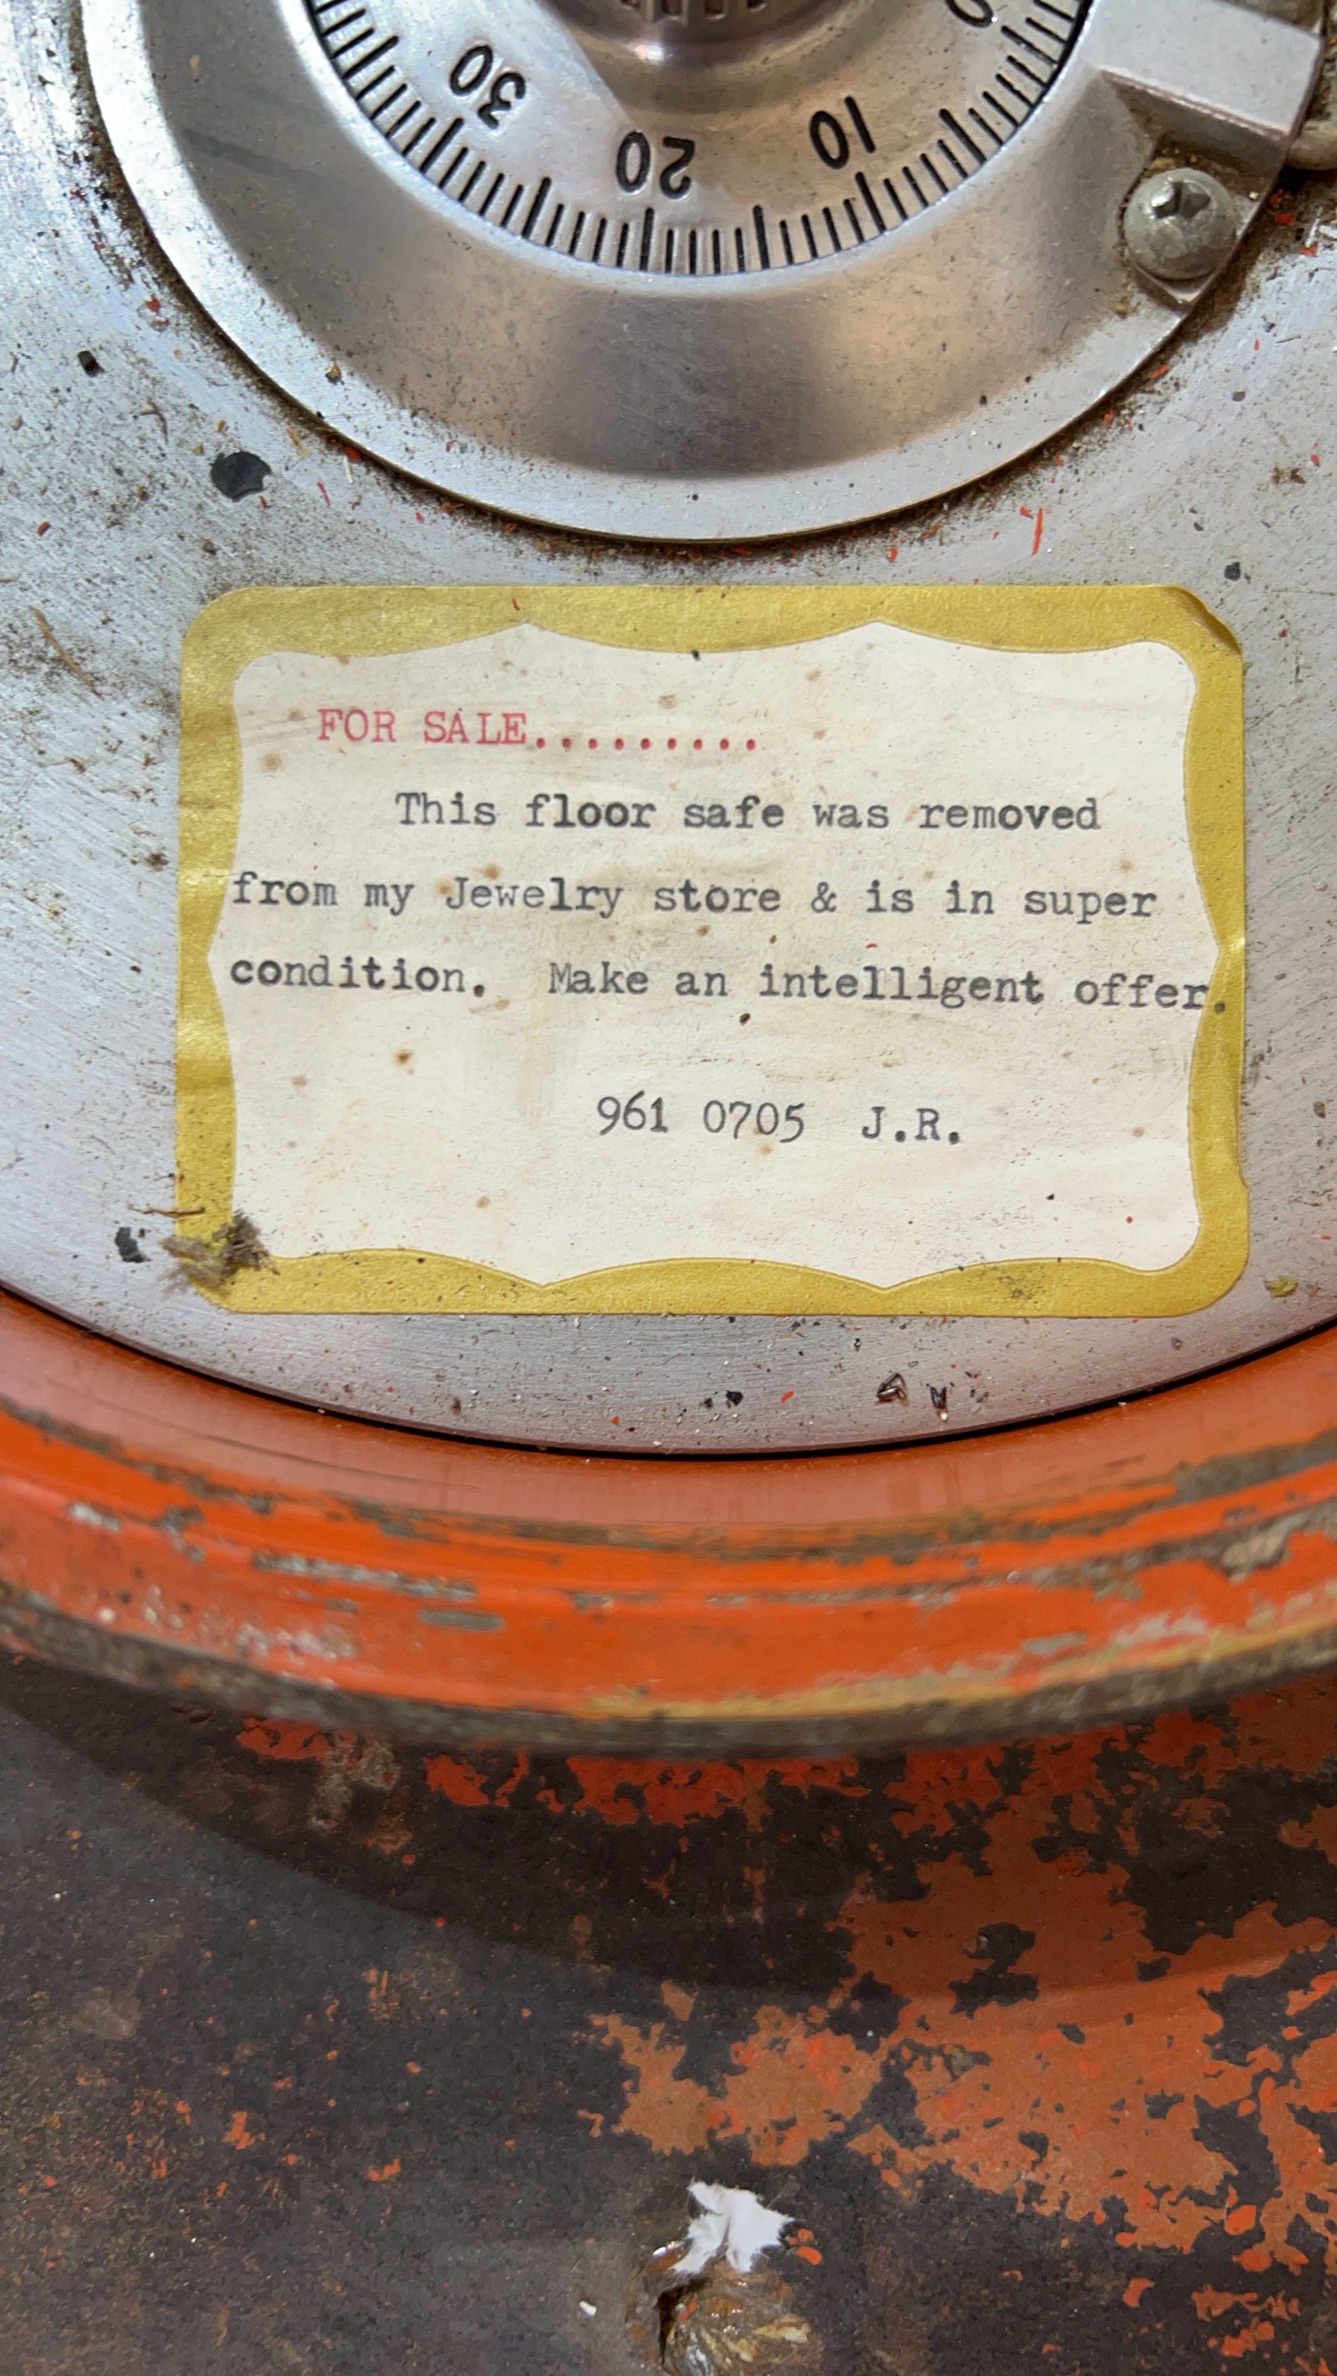 30 20 10
FOR SALE.........
This floor safe was removed
from my Jewelry store & is in super
condition. Make an intelligent offer.
961 0705 J.R.